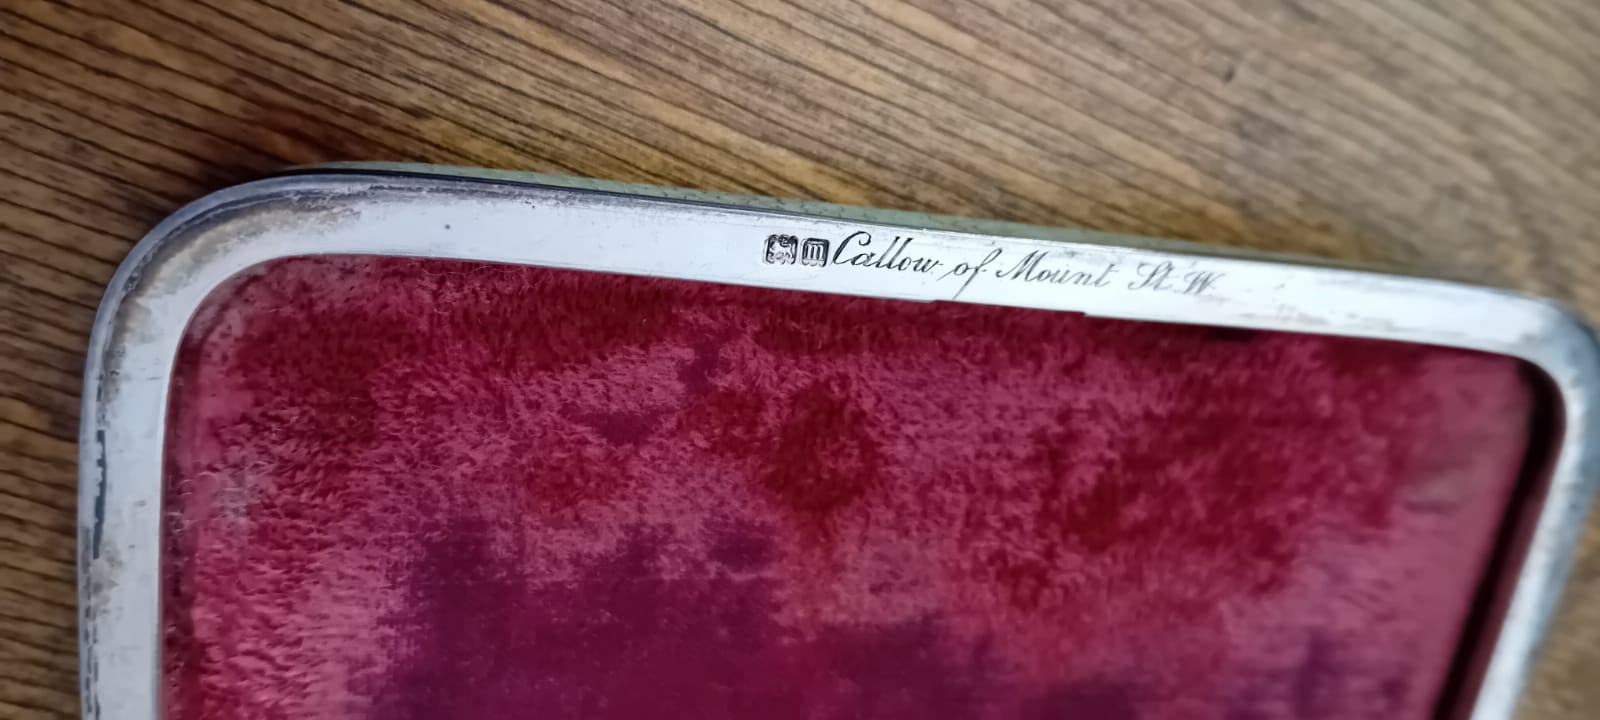 m Callow of Mount St. W.